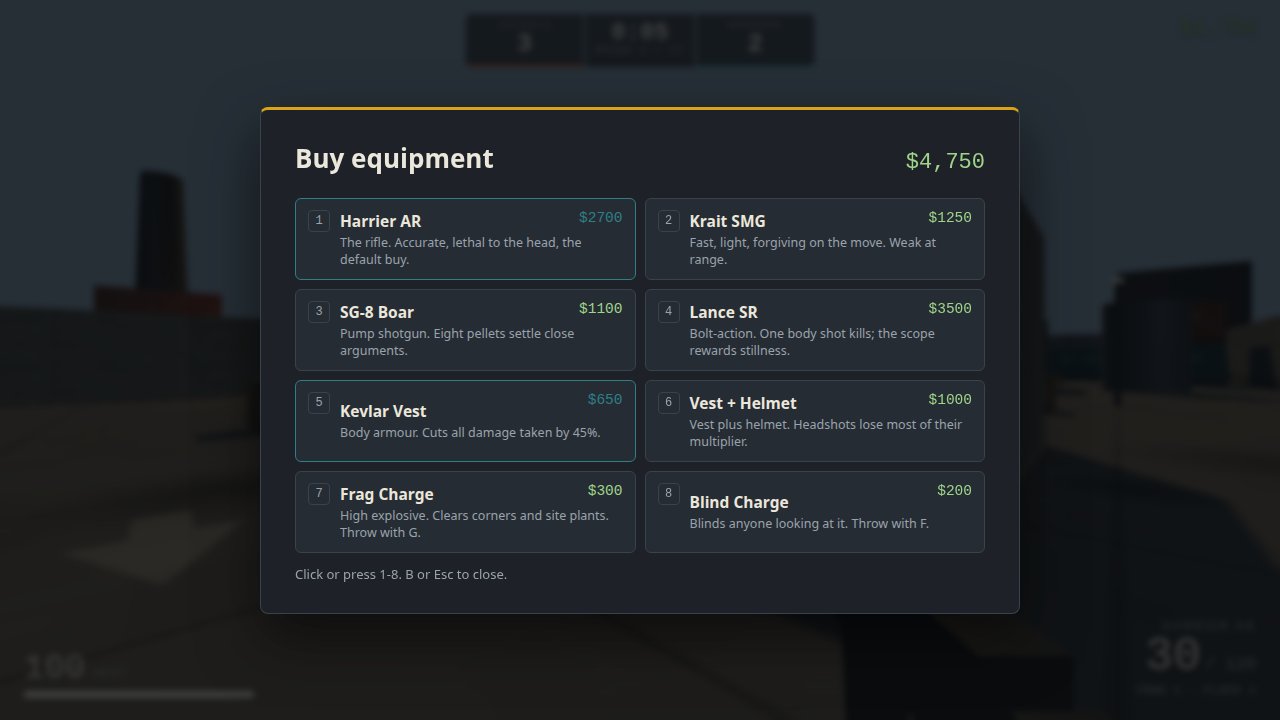 3
0:05
2
Buy equipment
$4,750
1
Harrier AR
$2700
The rifle. Accurate, lethal to the head, the
default buy.
2
Krait SMG
$1250
Fast, light, forgiving on the move. Weak at
range.
3
SG-8 Boar
$1100
Pump shotgun. Eight pellets settle close
arguments.
4
Lance SR
$3500
Bolt-action. One body shot kills; the scope
rewards stillness.
5
Kevlar Vest
$650
Body armour. Cuts all damage taken by 45%.
6
Vest + Helmet
$1000
Vest plus helmet. Headshots lose most of their
multiplier.
7
Frag Charge
$300
High explosive. Clears corners and site plants.
Throw with G.
8
Blind Charge
$200
Blinds anyone looking at it. Throw with F.
Click or press 1-8. B or Esc to close.
100
30